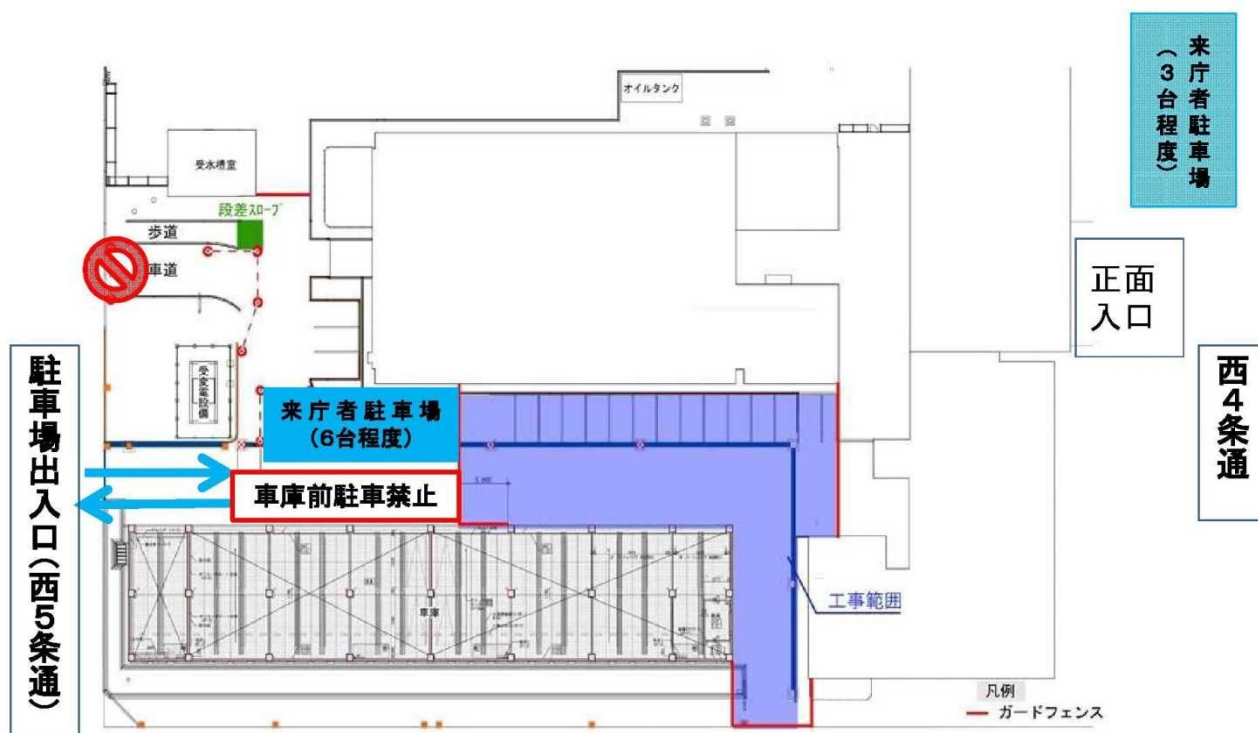 来庁者駐車場
(3台程度)
オイルタンク
受水槽室
段差スロープ
歩道
車道
正面
入口
受変電設備
駐車場出入口(西5条通)
来庁者駐車場
(6台程度)
西4条通
車庫前駐車禁止
車庫
工事範囲
凡例
ガードフェンス